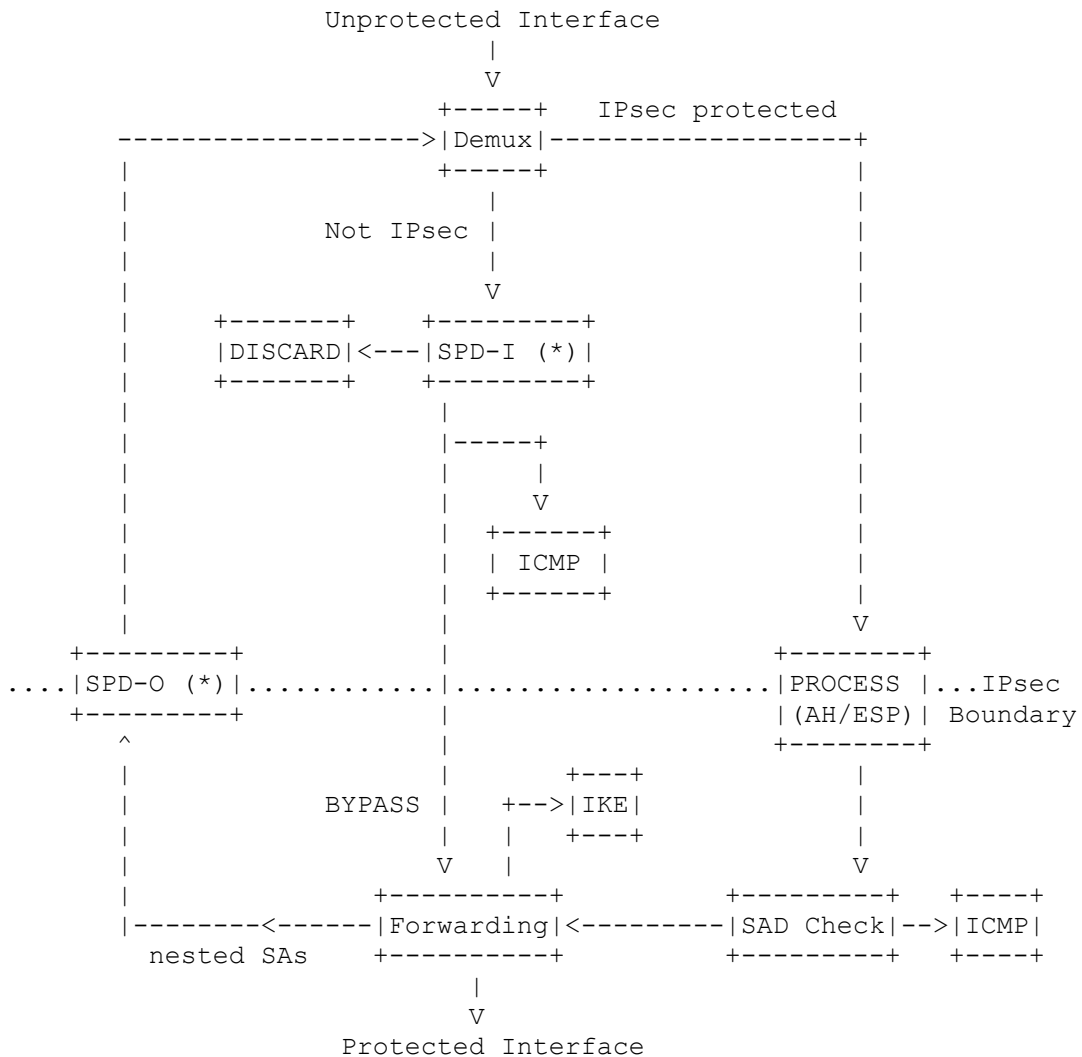 Unprotected Interface
IPsec protected
Demux
Not IPsec
DISCARD SPD-I (*)
ICMP
SPD-O (*) PROCESS ...IPsec
(AH/ESP) Boundary
BYPASS IKE
Forwarding SAD Check ICMP
nested SAs
Protected Interface